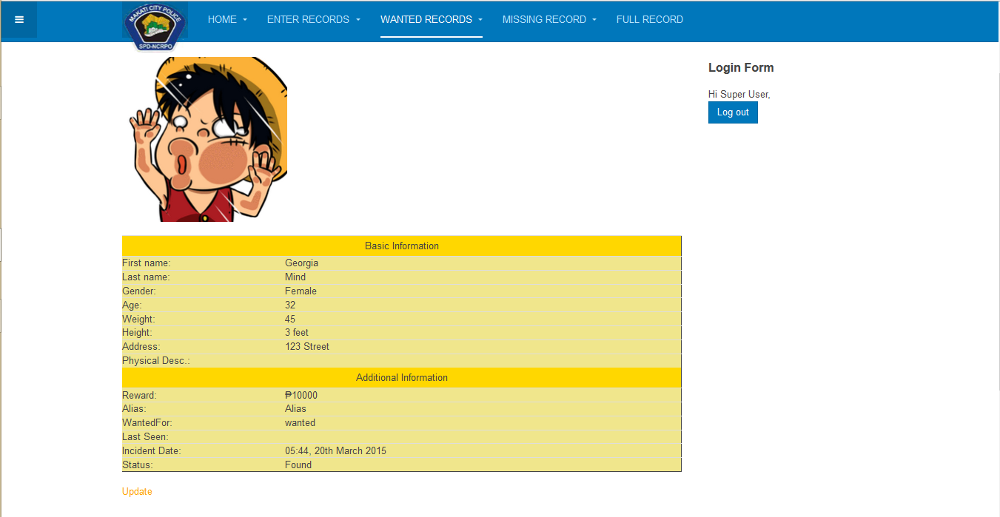 MAKATI CITY POLICE
SPD-NCRPO
HOME ENTER RECORDS WANTED RECORDS MISSING RECORD FULL RECORD
Login Form
Hi Super User,
Log out
Basic Information
First name: Georgia
Last name: Mind
Gender: Female
Age: 32
Weight: 45
Height: 3 feet
Address: 123 Street
Physical Desc.:
Additional Information
Reward: ₱10000
Alias: Alias
WantedFor: wanted
Last Seen:
Incident Date: 05:44, 20th March 2015
Status: Found
Update